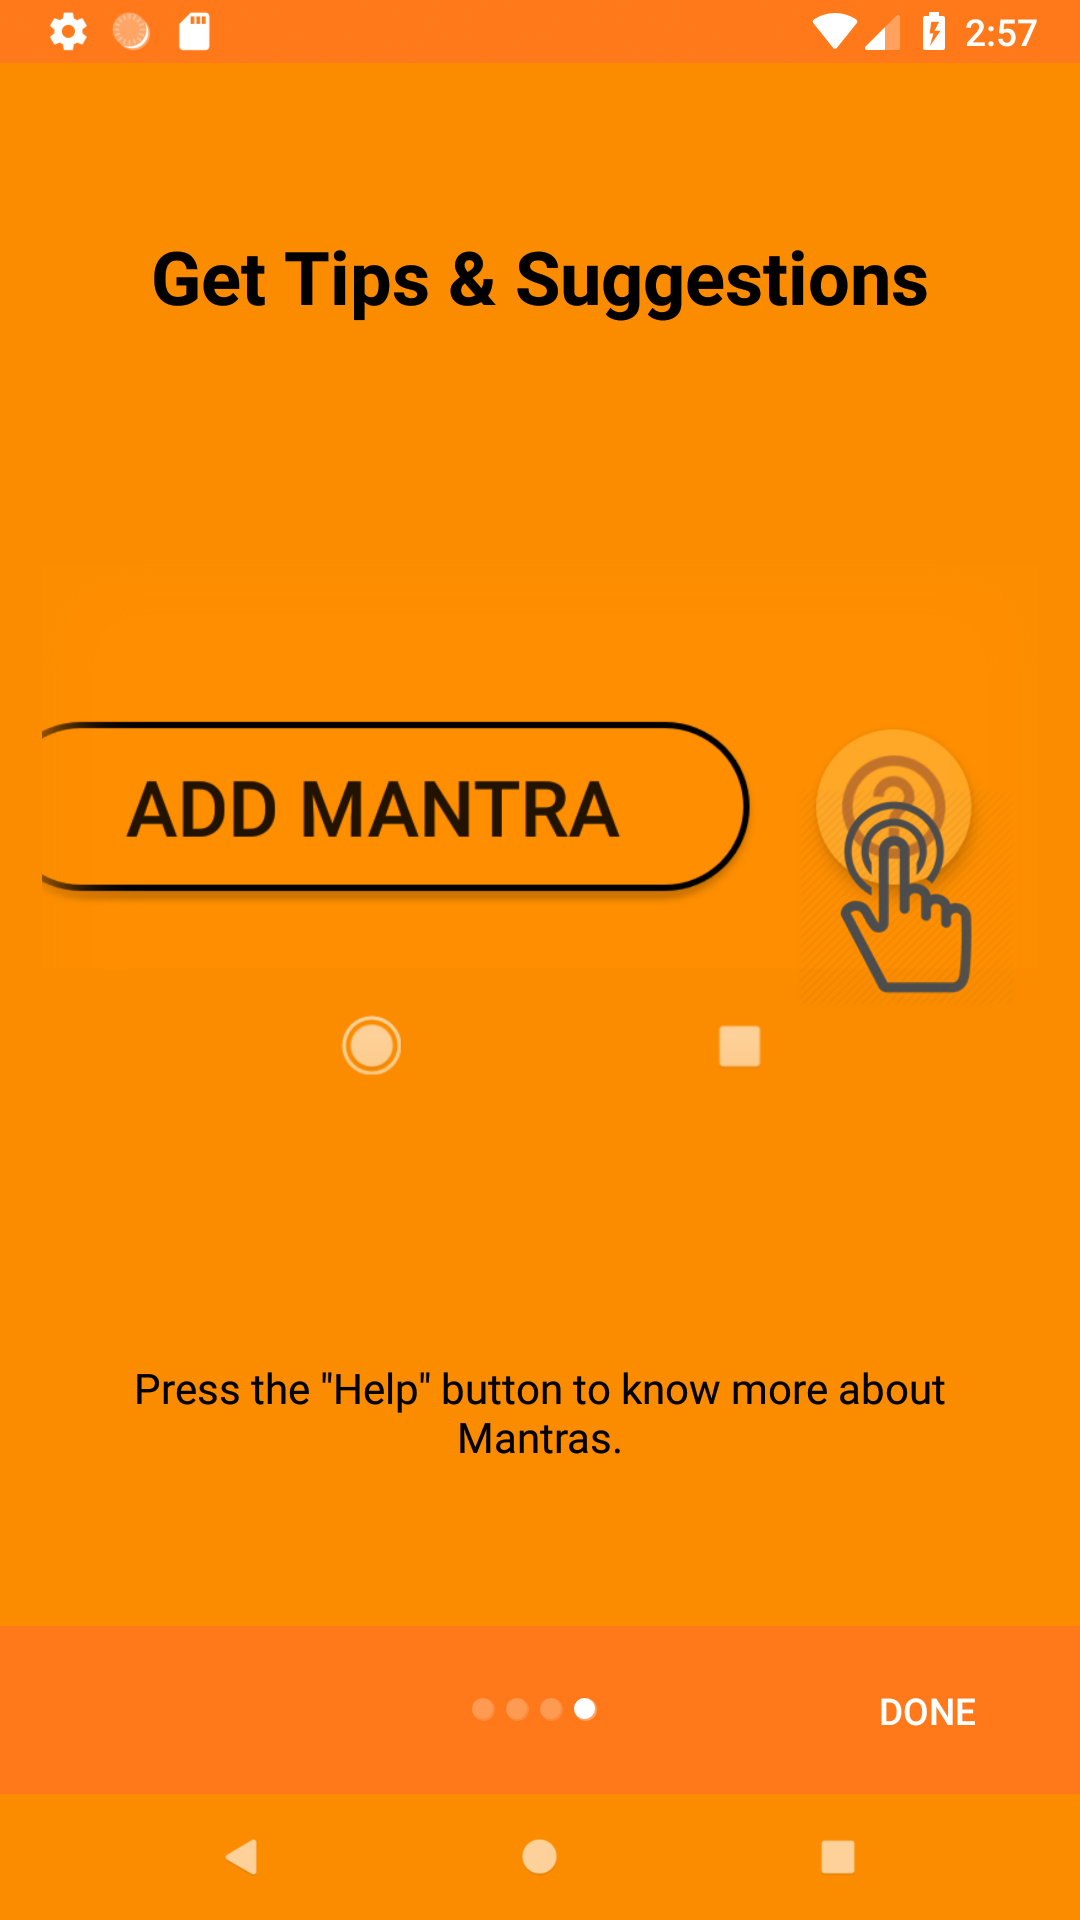 2:57
Get Tips & Suggestions
ADD MANTRA
?
Press the "Help" button to know more about
Mantras.
DONE